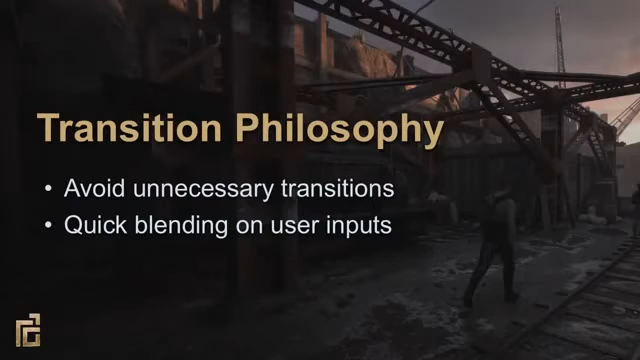 Transition Philosophy
• Avoid unnecessary transitions
• Quick blending on user inputs